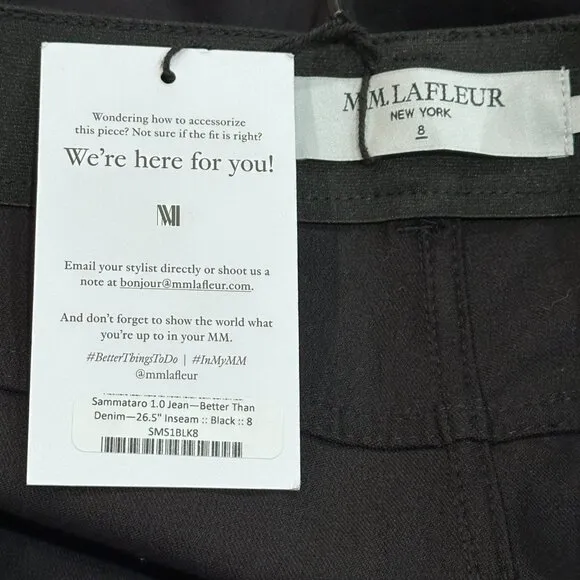 M.M. LAFLEUR
NEW YORK
8
Wondering how to accessorize
this piece? Not sure if the fit is right?
We're here for you!
Email your stylist directly or shoot us a
note at bonjour@mmlafleur.com.
And don't forget to show the world what
you're up to in your MM.
#BetterThingsToDo | #InMyMM
@mmlafleur
Sammataro 1.0 Jean—Better Than
Denim—26.5" Inseam :: Black :: 8
SMS1BLK8